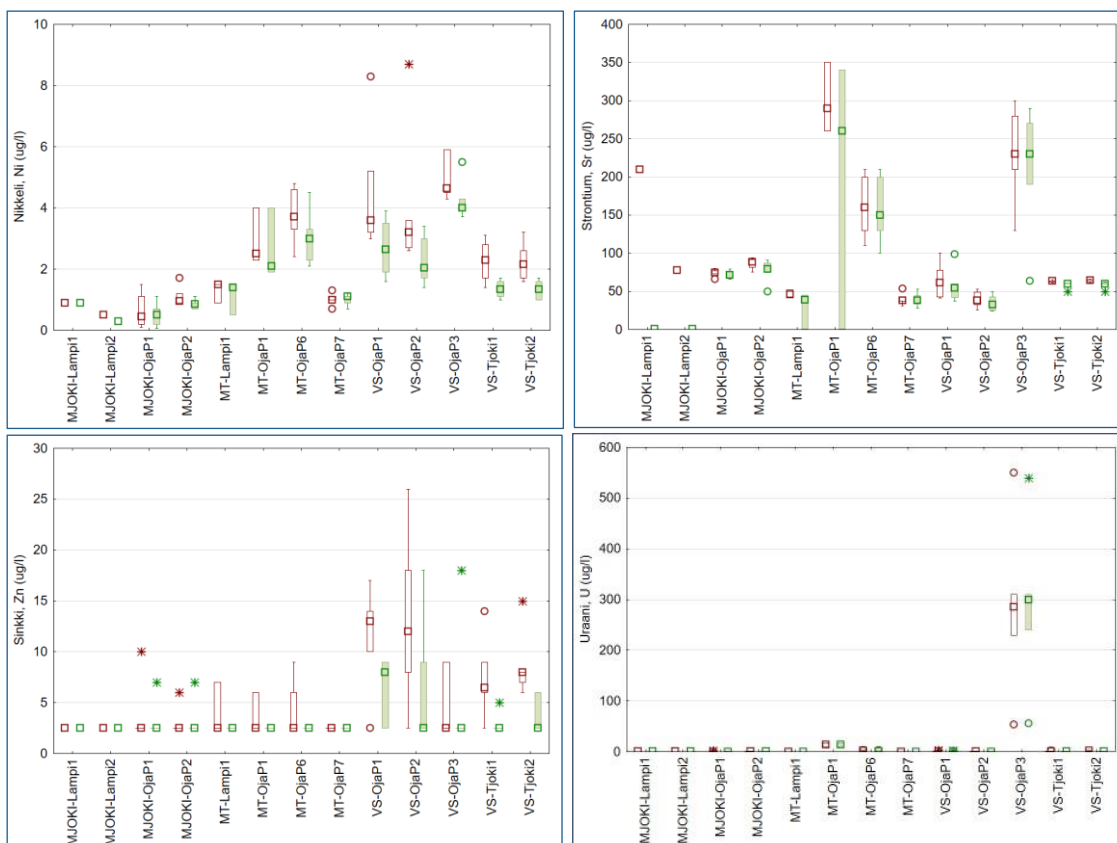 Nikkeli, Ni (ug/l)
10
8
6
4
2
0
MJOKI-Lampi1
MJOKI-Lampi2
MJOKI-OjaP1
MJOKI-OjaP2
MT-Lampi1
MT-OjaP1
MT-OjaP6
MT-OjaP7
VS-OjaP1
VS-OjaP2
VS-OjaP3
VS-Tjoki1
VS-Tjoki2
Strontium, Sr (ug/l)
400
350
300
250
200
150
100
50
0
MJOKI-Lampi1
MJOKI-Lampi2
MJOKI-OjaP1
MJOKI-OjaP2
MT-Lampi1
MT-OjaP1
MT-OjaP6
MT-OjaP7
VS-OjaP1
VS-OjaP2
VS-OjaP3
VS-Tjoki1
VS-Tjoki2
Sinkki, Zn (ug/l)
30
25
20
15
10
5
0
MJOKI-Lampi1
MJOKI-Lampi2
MJOKI-OjaP1
MJOKI-OjaP2
MT-Lampi1
MT-OjaP1
MT-OjaP6
MT-OjaP7
VS-OjaP1
VS-OjaP2
VS-OjaP3
VS-Tjoki1
VS-Tjoki2
Uraani, U (ug/l)
600
500
400
300
200
100
0
MJOKI-Lampi1
MJOKI-Lampi2
MJOKI-OjaP1
MJOKI-OjaP2
MT-Lampi1
MT-OjaP1
MT-OjaP6
MT-OjaP7
VS-OjaP1
VS-OjaP2
VS-OjaP3
VS-Tjoki1
VS-Tjoki2